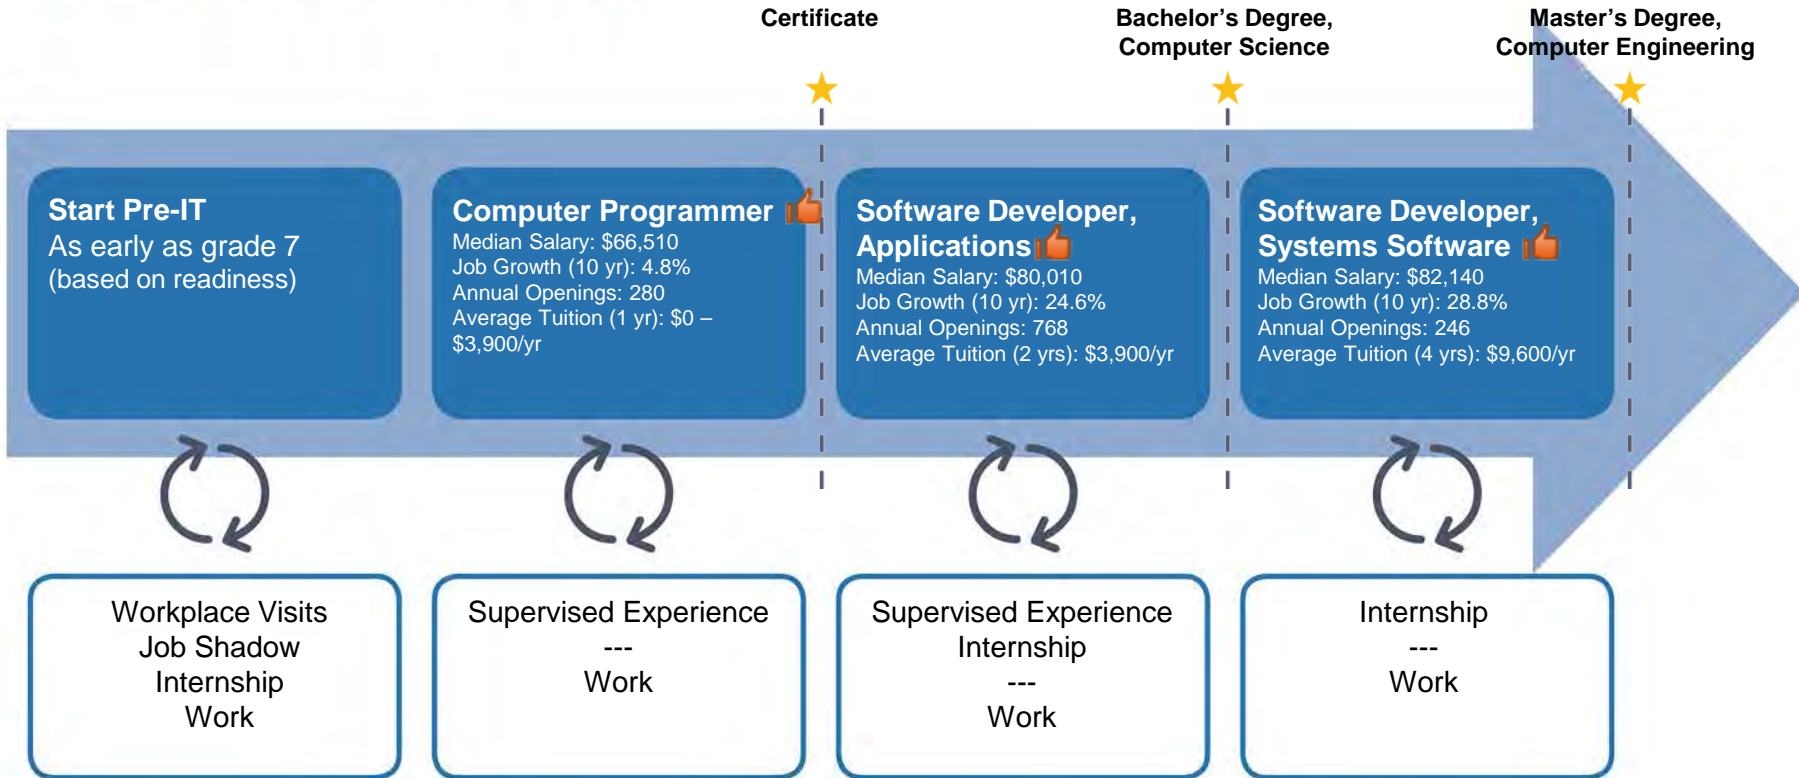 Certificate
Bachelor’s Degree,
Computer Science
Master’s Degree,
Computer Engineering
Start Pre-IT
As early as grade 7
(based on readiness)
Computer Programmer
Median Salary: $66,510
Job Growth (10 yr): 4.8%
Annual Openings: 280
Average Tuition (1 yr): $0 –
$3,900/yr
Software Developer,
Applications
Median Salary: $80,010
Job Growth (10 yr): 24.6%
Annual Openings: 768
Average Tuition (2 yrs): $3,900/yr
Software Developer,
Systems Software
Median Salary: $82,140
Job Growth (10 yr): 28.8%
Annual Openings: 246
Average Tuition (4 yrs): $9,600/yr
Workplace Visits
Job Shadow
Internship
Work
Supervised Experience
---
Work
Supervised Experience
Internship
---
Work
Internship
---
Work